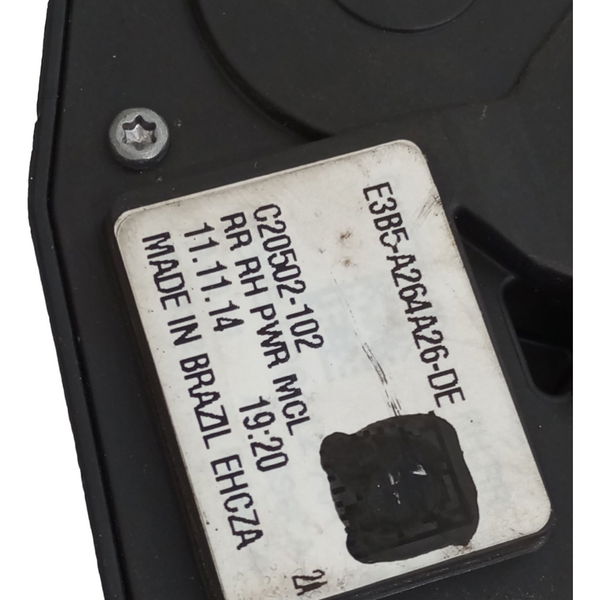 E3B5-A264A26-DE
C20502-102
RR RH PWR MCL
11.11.14 19:20
MADE IN BRAZIL EHCZA